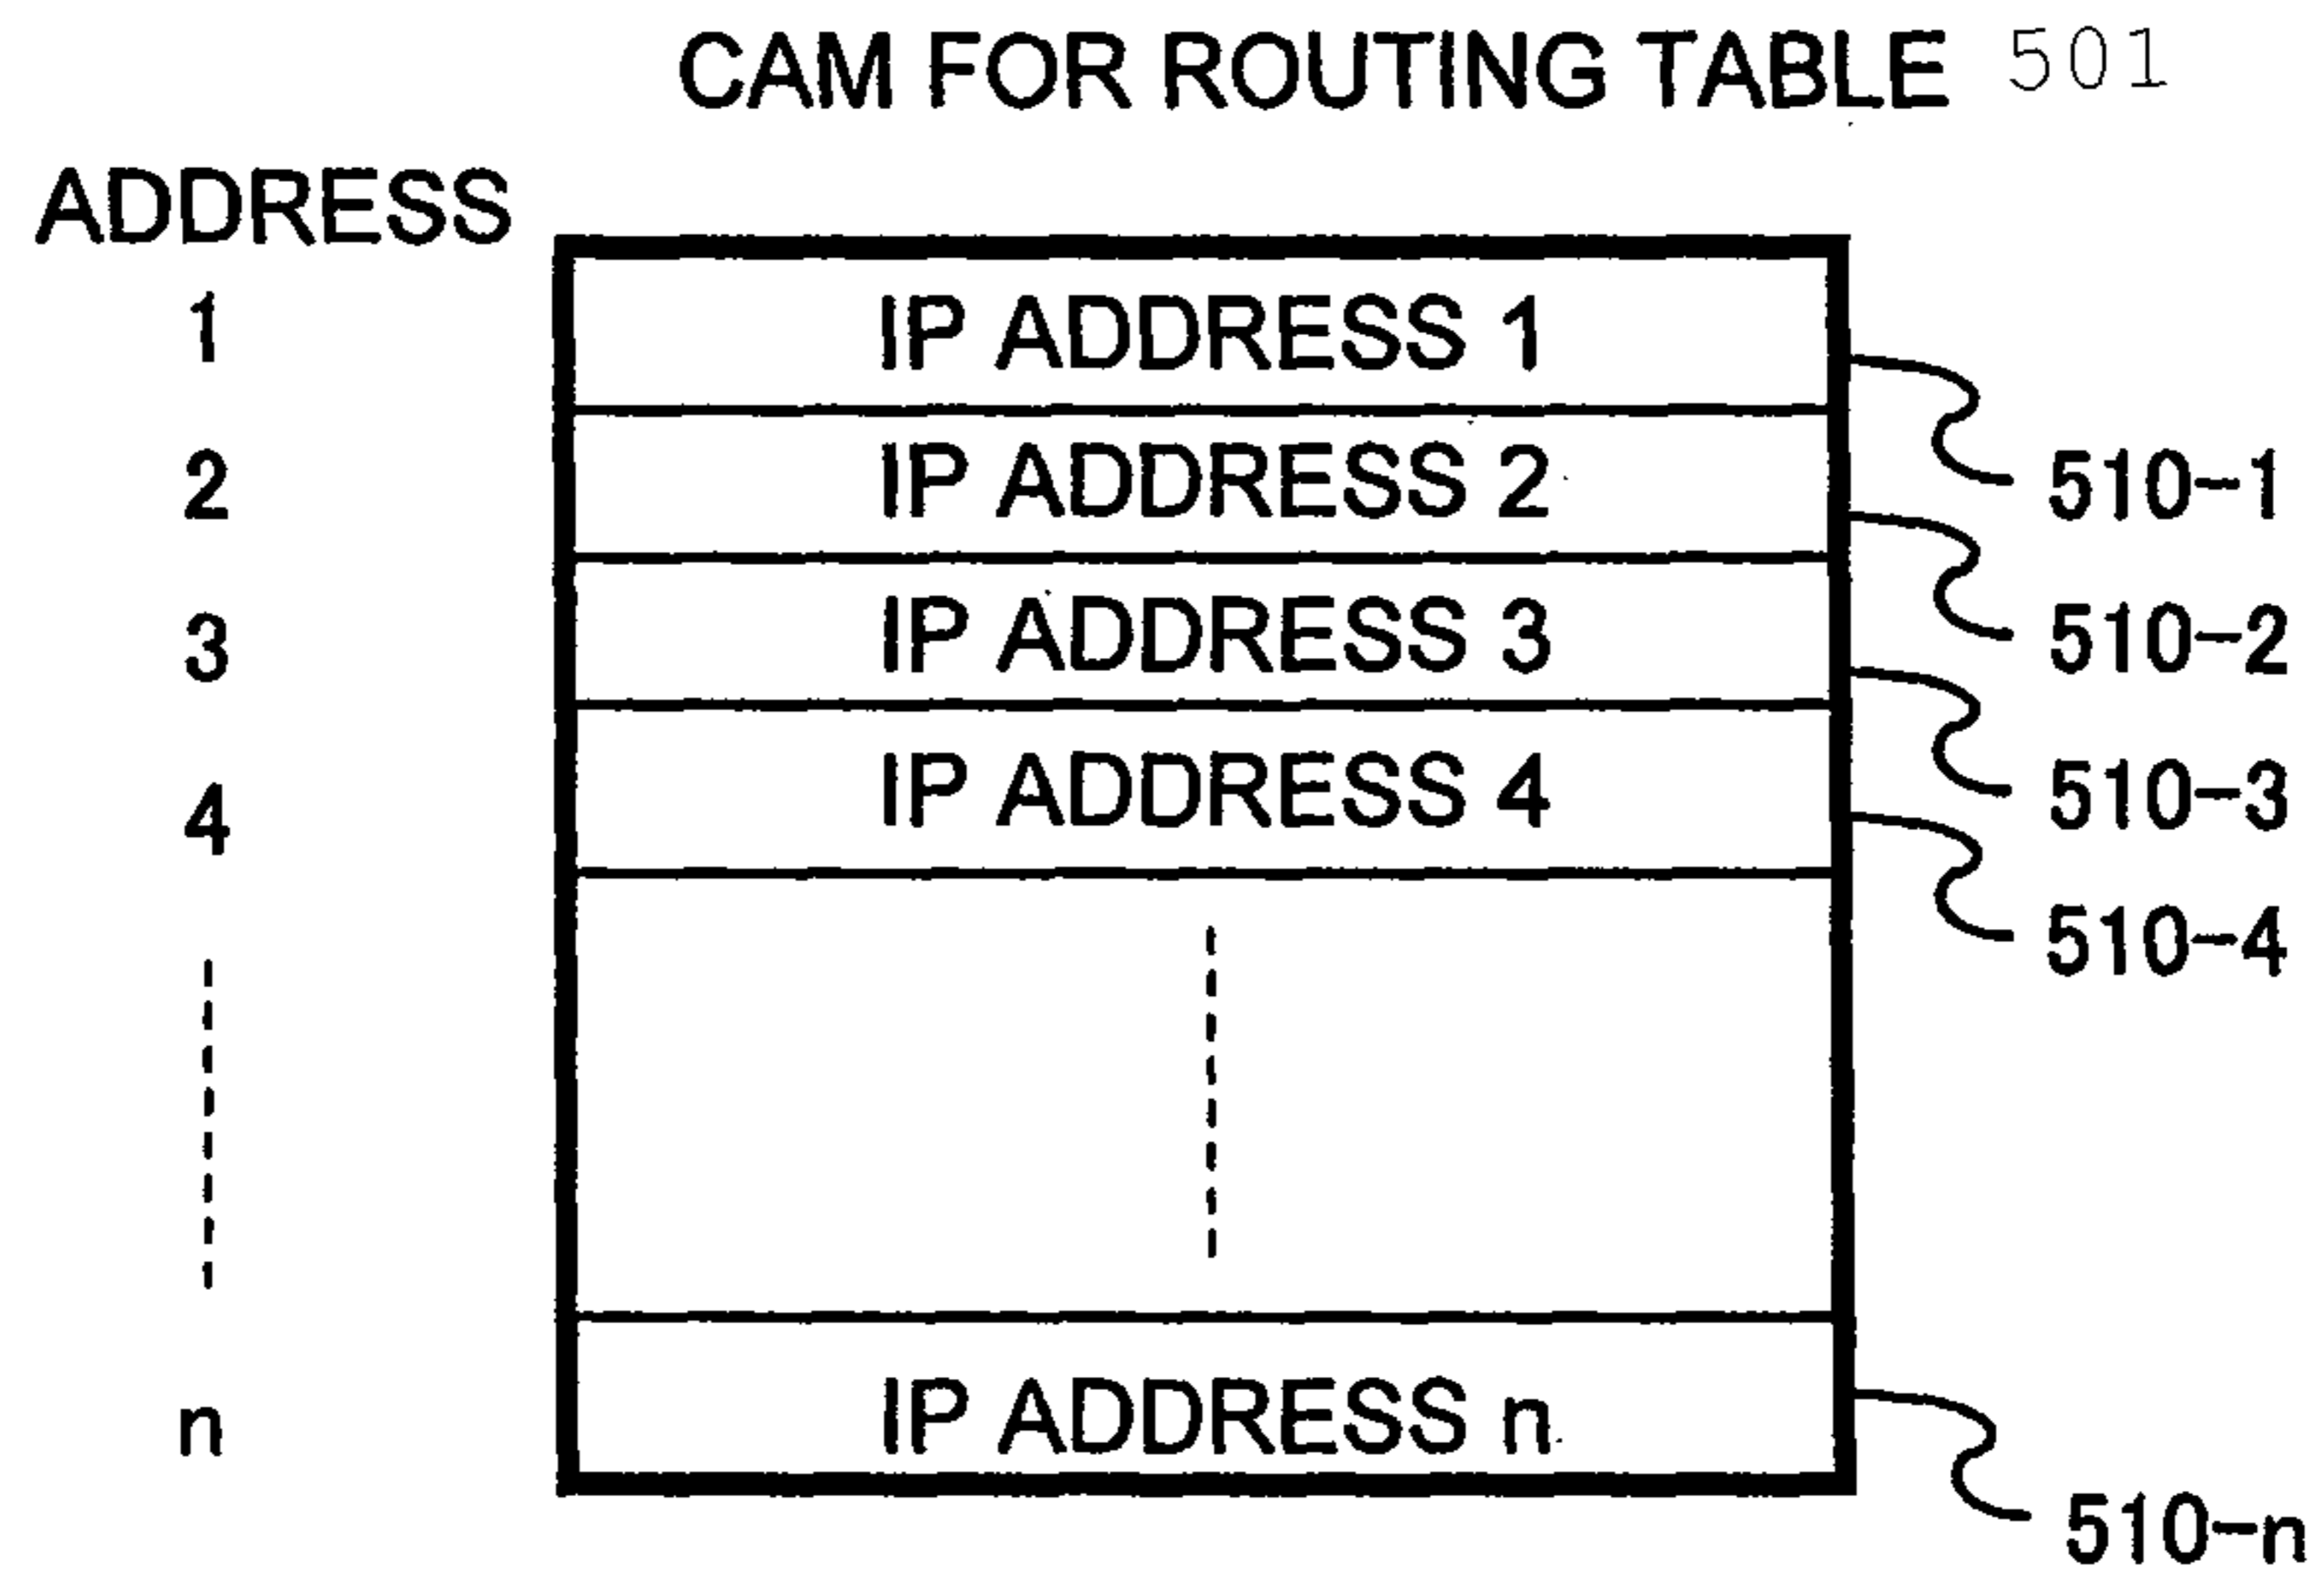 CAM FOR ROUTING TABLE 501
ADDRESS
1 IP ADDRESS 1
510-1
2 IP ADDRESS 2
510-2
3 IP ADDRESS 3
510-3
4 IP ADDRESS 4
510-4
n IP ADDRESS n
510-n